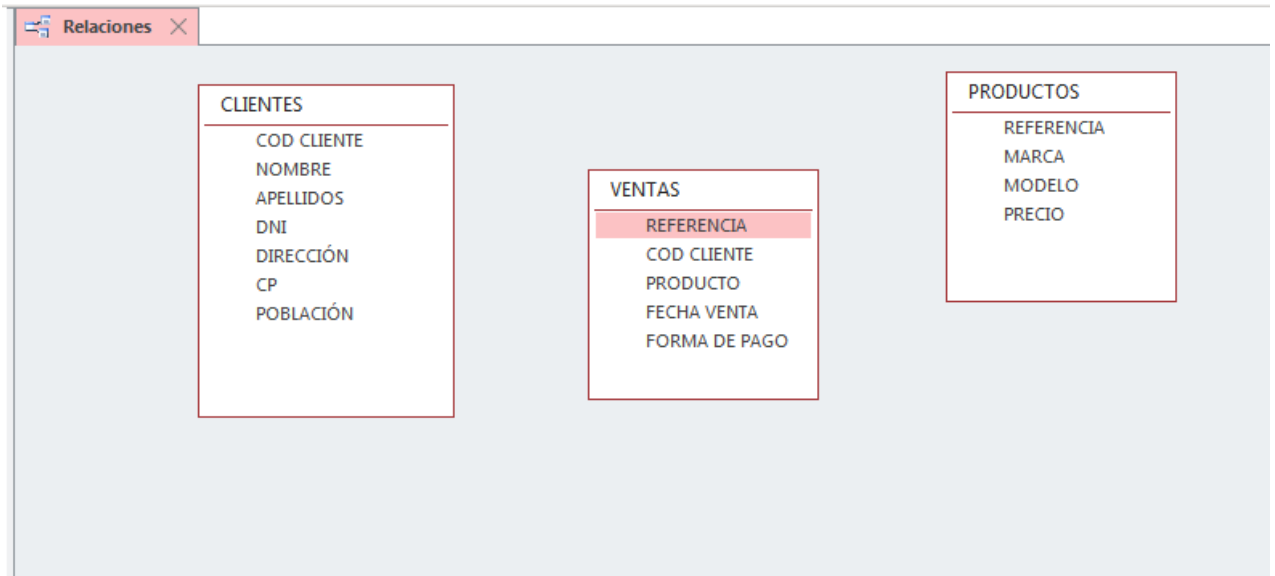 Relaciones
CLIENTES
COD CLIENTE
NOMBRE
APELLIDOS
DNI
DIRECCIÓN
CP
POBLACIÓN
VENTAS
REFERENCIA
COD CLIENTE
PRODUCTO
FECHA VENTA
FORMA DE PAGO
PRODUCTOS
REFERENCIA
MARCA
MODELO
PRECIO